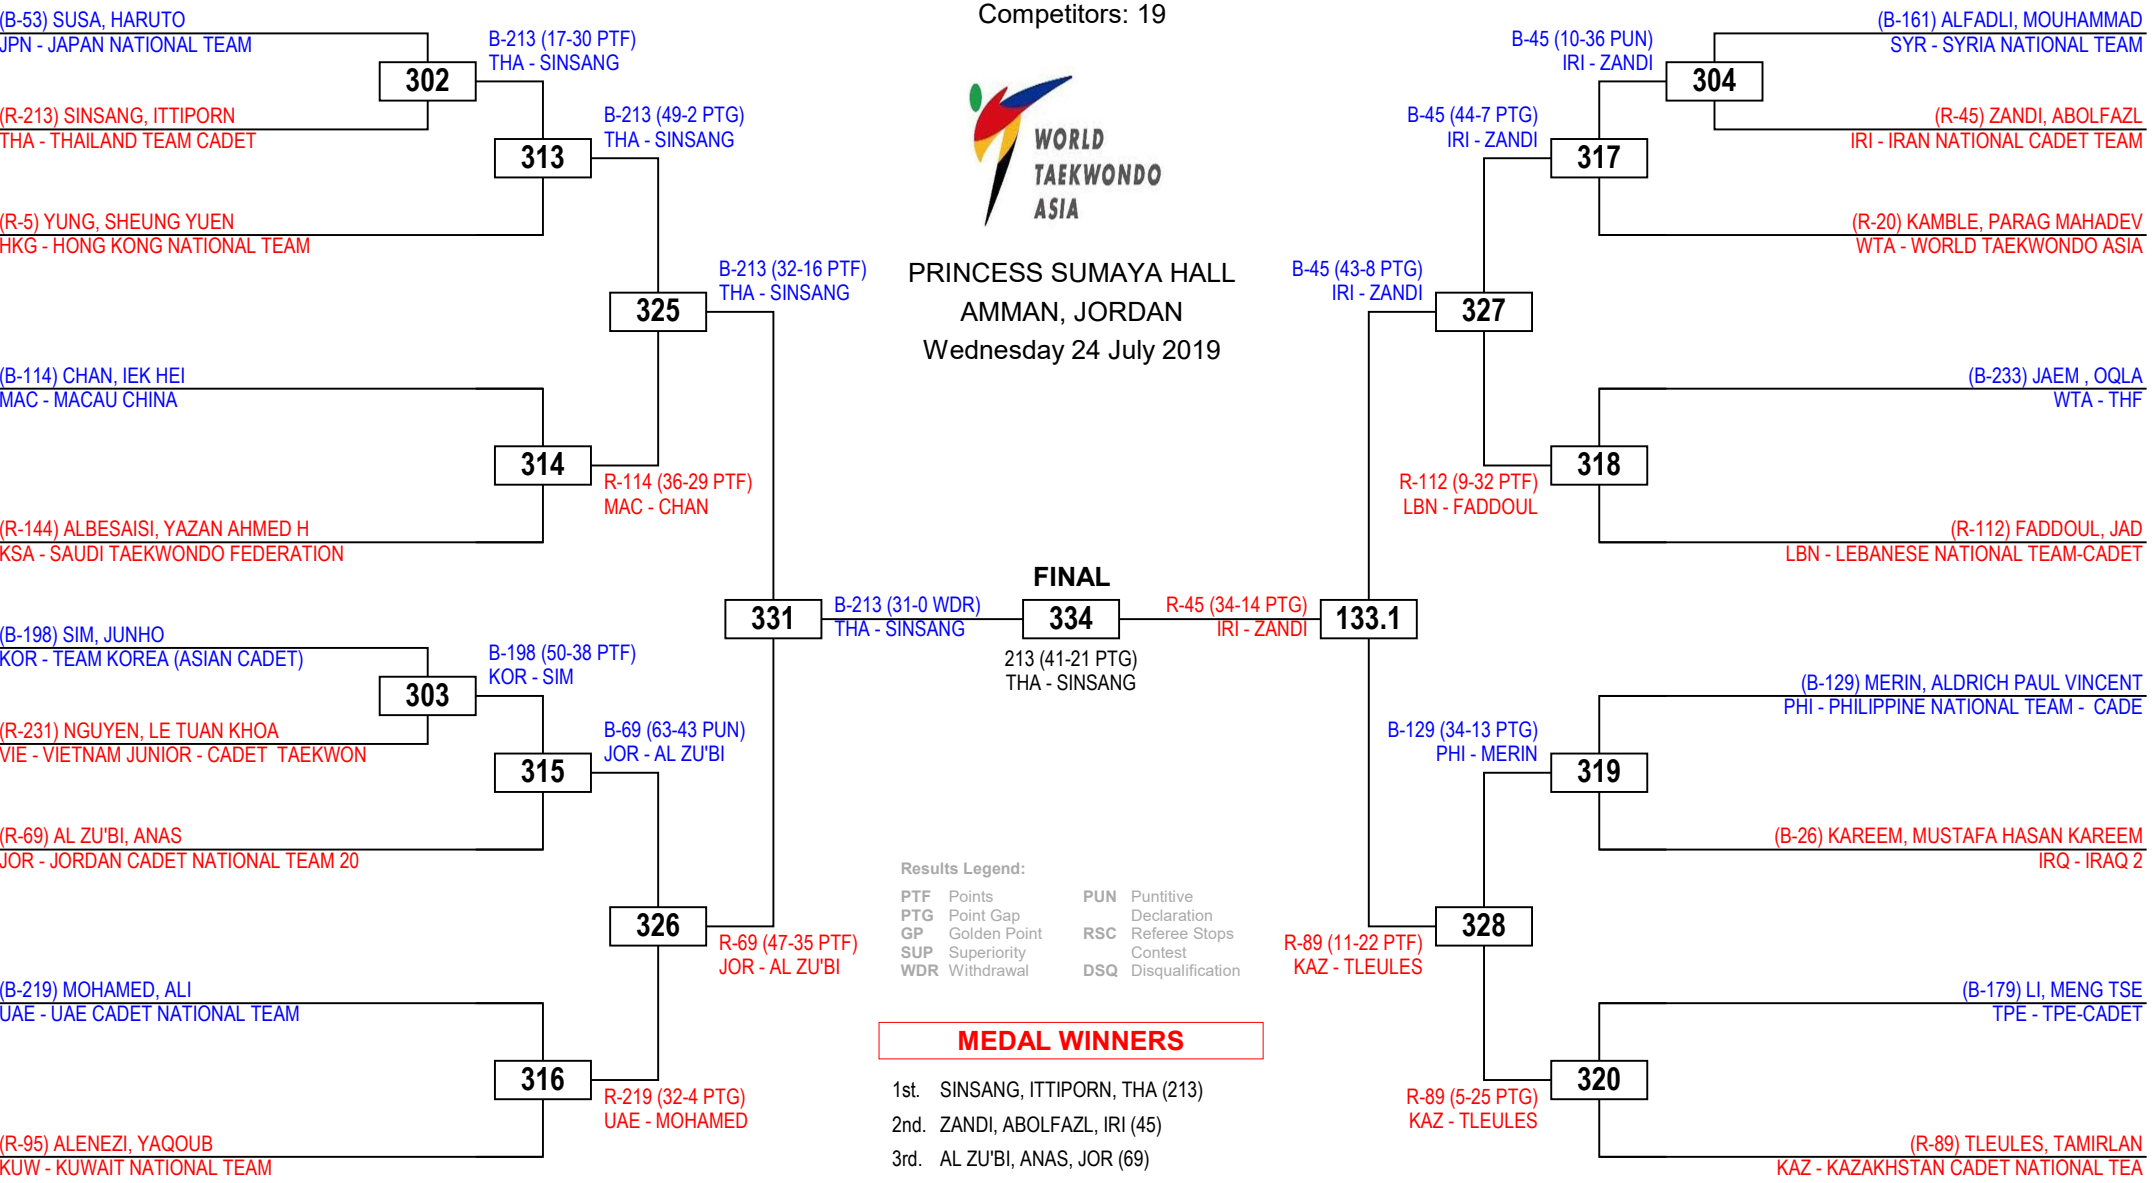 Competitors: 19
WORLD
TAEKWONDO
ASIA
PRINCESS SUMAYA HALL
AMMAN, JORDAN
Wednesday 24 July 2019
(B-53) SUSA, HARUTO
JPN - JAPAN NATIONAL TEAM
302
(R-213) SINSANG, ITTIPORN
THA - THAILAND TEAM CADET
B-213 (17-30 PTF)
THA - SINSANG
313
(R-5) YUNG, SHEUNG YUEN
HKG - HONG KONG NATIONAL TEAM
B-213 (49-2 PTG)
THA - SINSANG
325
B-213 (32-16 PTF)
THA - SINSANG
(B-114) CHAN, IEK HEI
MAC - MACAU CHINA
314
R-114 (36-29 PTF)
MAC - CHAN
(R-144) ALBESAISI, YAZAN AHMED H
KSA - SAUDI TAEKWONDO FEDERATION
331
B-213 (31-0 WDR)
THA - SINSANG
(B-198) SIM, JUNHO
KOR - TEAM KOREA (ASIAN CADET)
303
(R-231) NGUYEN, LE TUAN KHOA
VIE - VIETNAM JUNIOR - CADET TAEKWON
B-198 (50-38 PTF)
KOR - SIM
315
(R-69) AL ZU'BI, ANAS
JOR - JORDAN CADET NATIONAL TEAM 20
B-69 (63-43 PUN)
JOR - AL ZU'BI
326
R-69 (47-35 PTF)
JOR - AL ZU'BI
(B-219) MOHAMED, ALI
UAE - UAE CADET NATIONAL TEAM
316
R-219 (32-4 PTG)
UAE - MOHAMED
(R-95) ALENEZI, YAQOUB
KUW - KUWAIT NATIONAL TEAM
FINAL
334
213 (41-21 PTG)
THA - SINSANG
(B-161) ALFADLI, MOUHAMMAD
SYR - SYRIA NATIONAL TEAM
304
(R-45) ZANDI, ABOLFAZL
IRI - IRAN NATIONAL CADET TEAM
B-45 (10-36 PUN)
IRI - ZANDI
317
(R-20) KAMBLE, PARAG MAHADEV
WTA - WORLD TAEKWONDO ASIA
B-45 (44-7 PTG)
IRI - ZANDI
327
B-45 (43-8 PTG)
IRI - ZANDI
(B-233) JAEM , OQLA
WTA - THF
318
R-112 (9-32 PTF)
LBN - FADDOUL
(R-112) FADDOUL, JAD
LBN - LEBANESE NATIONAL TEAM-CADET
R-45 (34-14 PTG)
IRI - ZANDI
133.1
(B-129) MERIN, ALDRICH PAUL VINCENT
PHI - PHILIPPINE NATIONAL TEAM - CADE
319
B-129 (34-13 PTG)
PHI - MERIN
(B-26) KAREEM, MUSTAFA HASAN KAREEM
IRQ - IRAQ 2
328
R-89 (11-22 PTF)
KAZ - TLEULES
(B-179) LI, MENG TSE
TPE - TPE-CADET
320
R-89 (5-25 PTG)
KAZ - TLEULES
(R-89) TLEULES, TAMIRLAN
KAZ - KAZAKHSTAN CADET NATIONAL TEA
Results Legend:
PTF Points
PTG Point Gap
GP Golden Point
SUP Superiority
WDR Withdrawal
PUN Puntitive
Declaration
RSC Referee Stops
Contest
DSQ Disqualification
MEDAL WINNERS
1st. SINSANG, ITTIPORN, THA (213)
2nd. ZANDI, ABOLFAZL, IRI (45)
3rd. AL ZU'BI, ANAS, JOR (69)